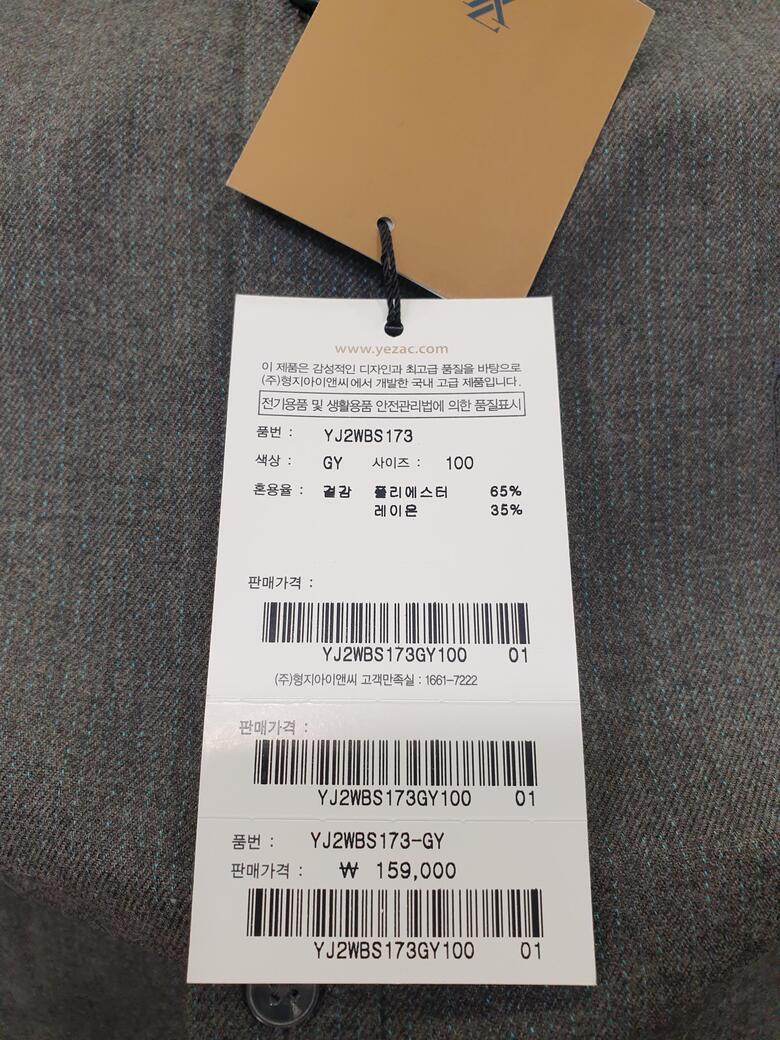 www.yezac.com
이 제품은 감성적인 디자인과 최고급 품질을 바탕으로
(주)형지아이앤씨에서 개발한 국내 고급 제품입니다.
전기용품 및 생활용품 안전관리법에 의한 품질표시
품번 : YJ2WBS173
색상 : GY 사이즈 : 100
혼용율 : 겉감 폴리에스터 65%
레이온 35%
판매가격 :
YJ2WBS173GY100 01
(주)형지아이앤씨 고객만족실 : 1661-7222
판매가격 :
YJ2WBS173GY100 01
품번 : YJ2WBS173-GY
판매가격 : ₩ 159,000
YJ2WBS173GY100 01